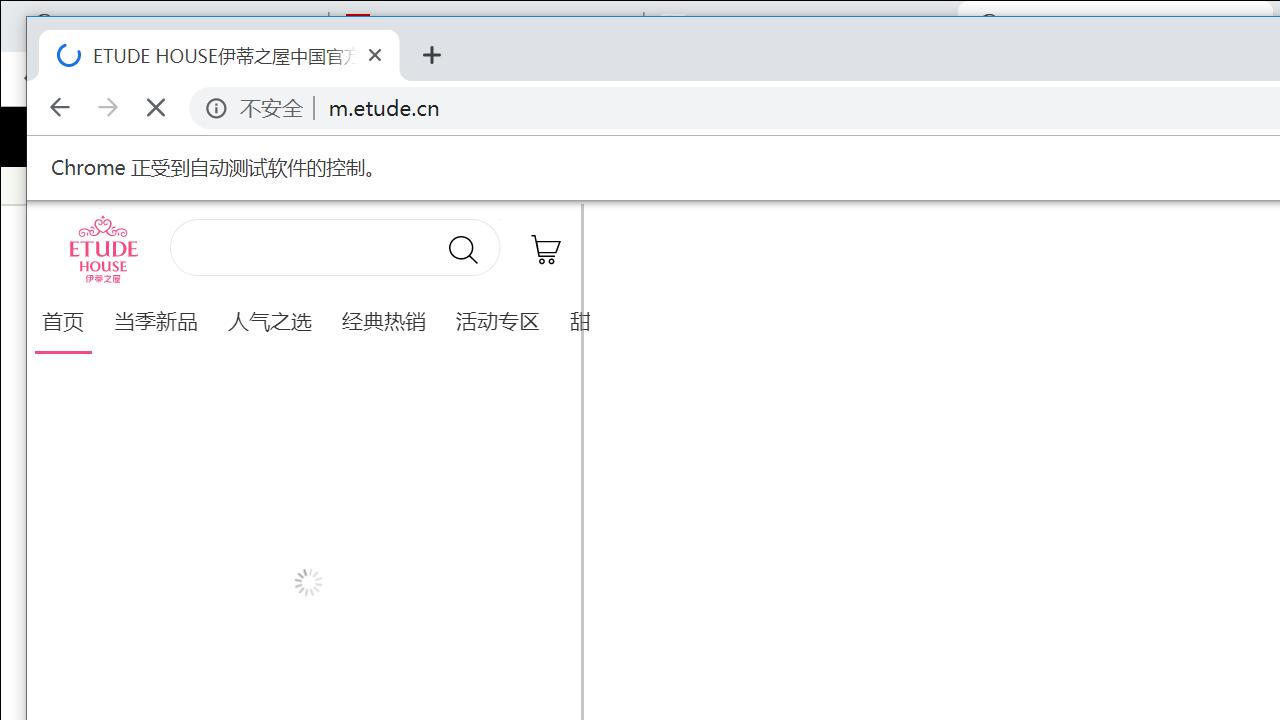 ETUDE HOUSE伊蒂之屋中国官方
不安全 m.etude.cn
Chrome 正受到自动测试软件的控制。
ETUDE
HOUSE
伊蒂之屋
首页 当季新品 人气之选 经典热销 活动专区 甜